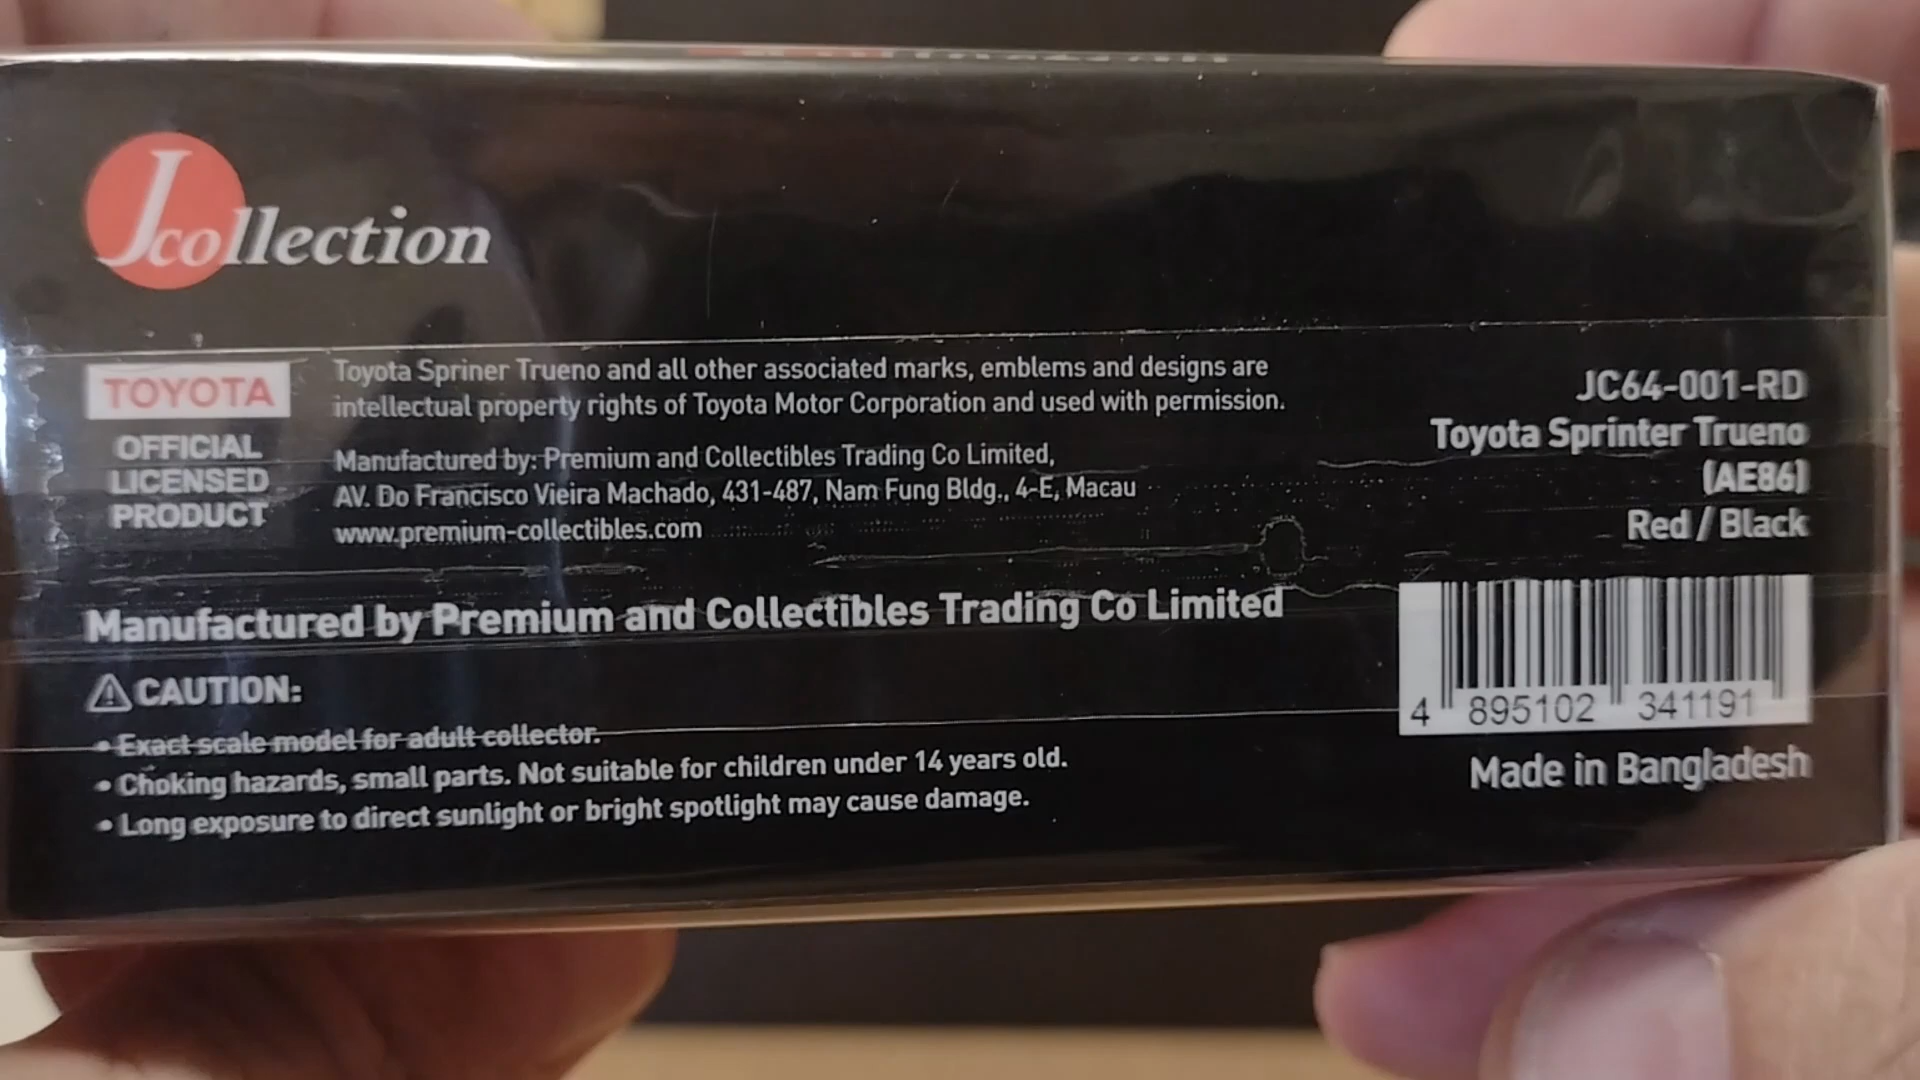 Jcollection
TOYOTA
OFFICIAL
LICENSED
PRODUCT
Toyota Spriner Trueno and all other associated marks, emblems and designs are
intellectual property rights of Toyota Motor Corporation and used with permission.
Manufactured by: Premium and Collectibles Trading Co Limited,
AV. Do Francisco Vieira Machado, 431-487, Nam Fung Bldg., 4-E, Macau
www.premium-collectibles.com
JC64-001-RD
Toyota Sprinter Trueno
(AE86)
Red / Black
Manufactured by Premium and Collectibles Trading Co Limited
CAUTION:
• Exact scale model for adult collector.
• Choking hazards, small parts. Not suitable for children under 14 years old.
• Long exposure to direct sunlight or bright spotlight may cause damage.
4 895102 341191
Made in Bangladesh